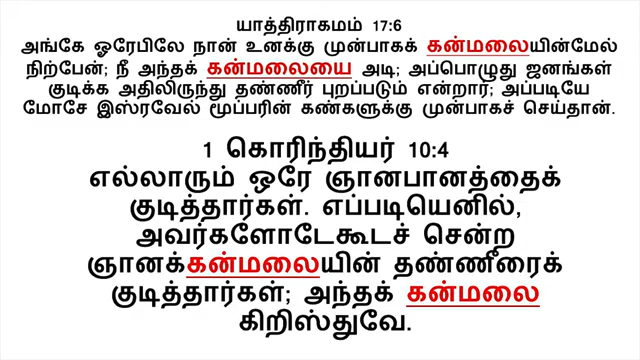 யாத்திராகமம் 17:6
அங்கே ஓரேபிலே நான் உனக்கு முன்பாகக் கன்மலையின்மேல்
நிற்பேன்; நீ அந்தக் கன்மலையை அடி; அப்பொழுது ஜனங்கள்
குடிக்க அதிலிருந்து தண்ணீர் புறப்படும் என்றார்; அப்படியே
மோசே இஸ்ரவேல் மூப்பரின் கண்களுக்கு முன்பாகச் செய்தான்.
1 கொரிந்தியர் 10:4
எல்லாரும் ஒரே ஞானபானத்தைக்
குடித்தார்கள். எப்படியெனில்,
அவர்களோடேகூடச் சென்ற
ஞானக்கன்மலையின் தண்ணீரைக்
குடித்தார்கள்; அந்தக் கன்மலை
கிறிஸ்துவே.